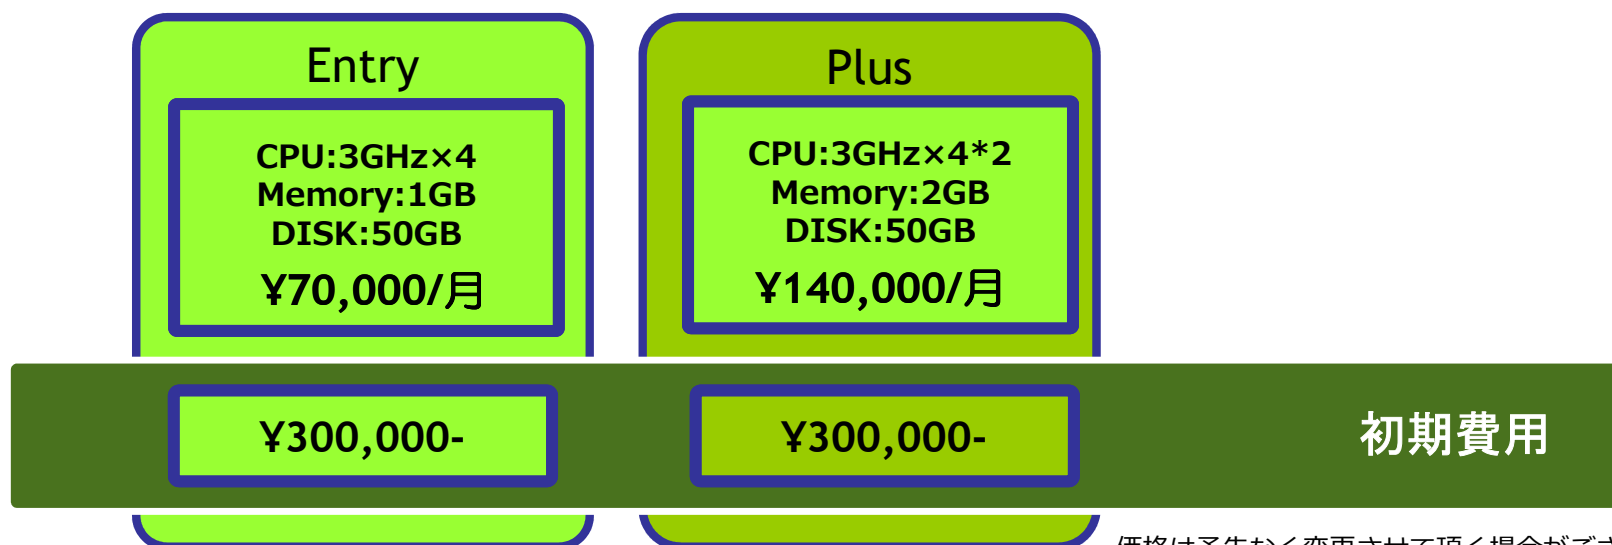 Entry
CPU:3GHz×4
Memory:1GB
DISK:50GB
¥70,000/月
Plus
CPU:3GHz×4*2
Memory:2GB
DISK:50GB
¥140,000/月
¥300,000-
¥300,000-
初期費用